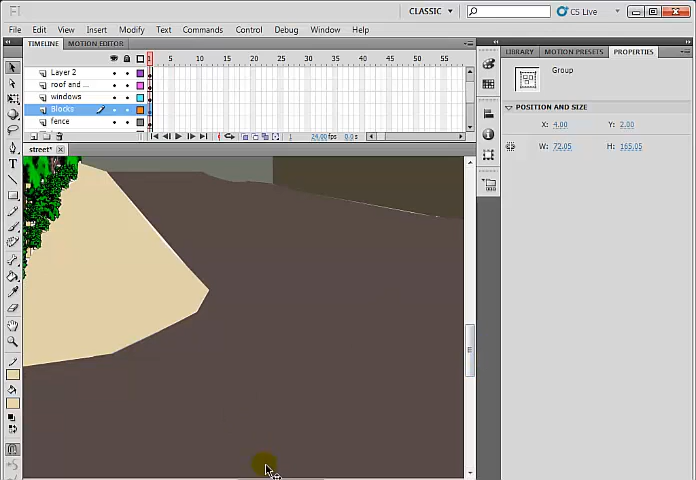 Fl CLASSIC CS Live
File Edit View Insert Modify Text Commands Control Debug Window Help
TIMELINE MOTION EDITOR
LIBRARY MOTION PRESETS PROPERTIES
1 5 10 15 20 25 30 35 40 45 50 55
Layer 2
roof and ...
windows
Blocks
fence
1 24.00 fps 0.0 s
street*
Group
POSITION AND SIZE
X: 4.00 Y: 2.00
W: 72.05 H: 165.05